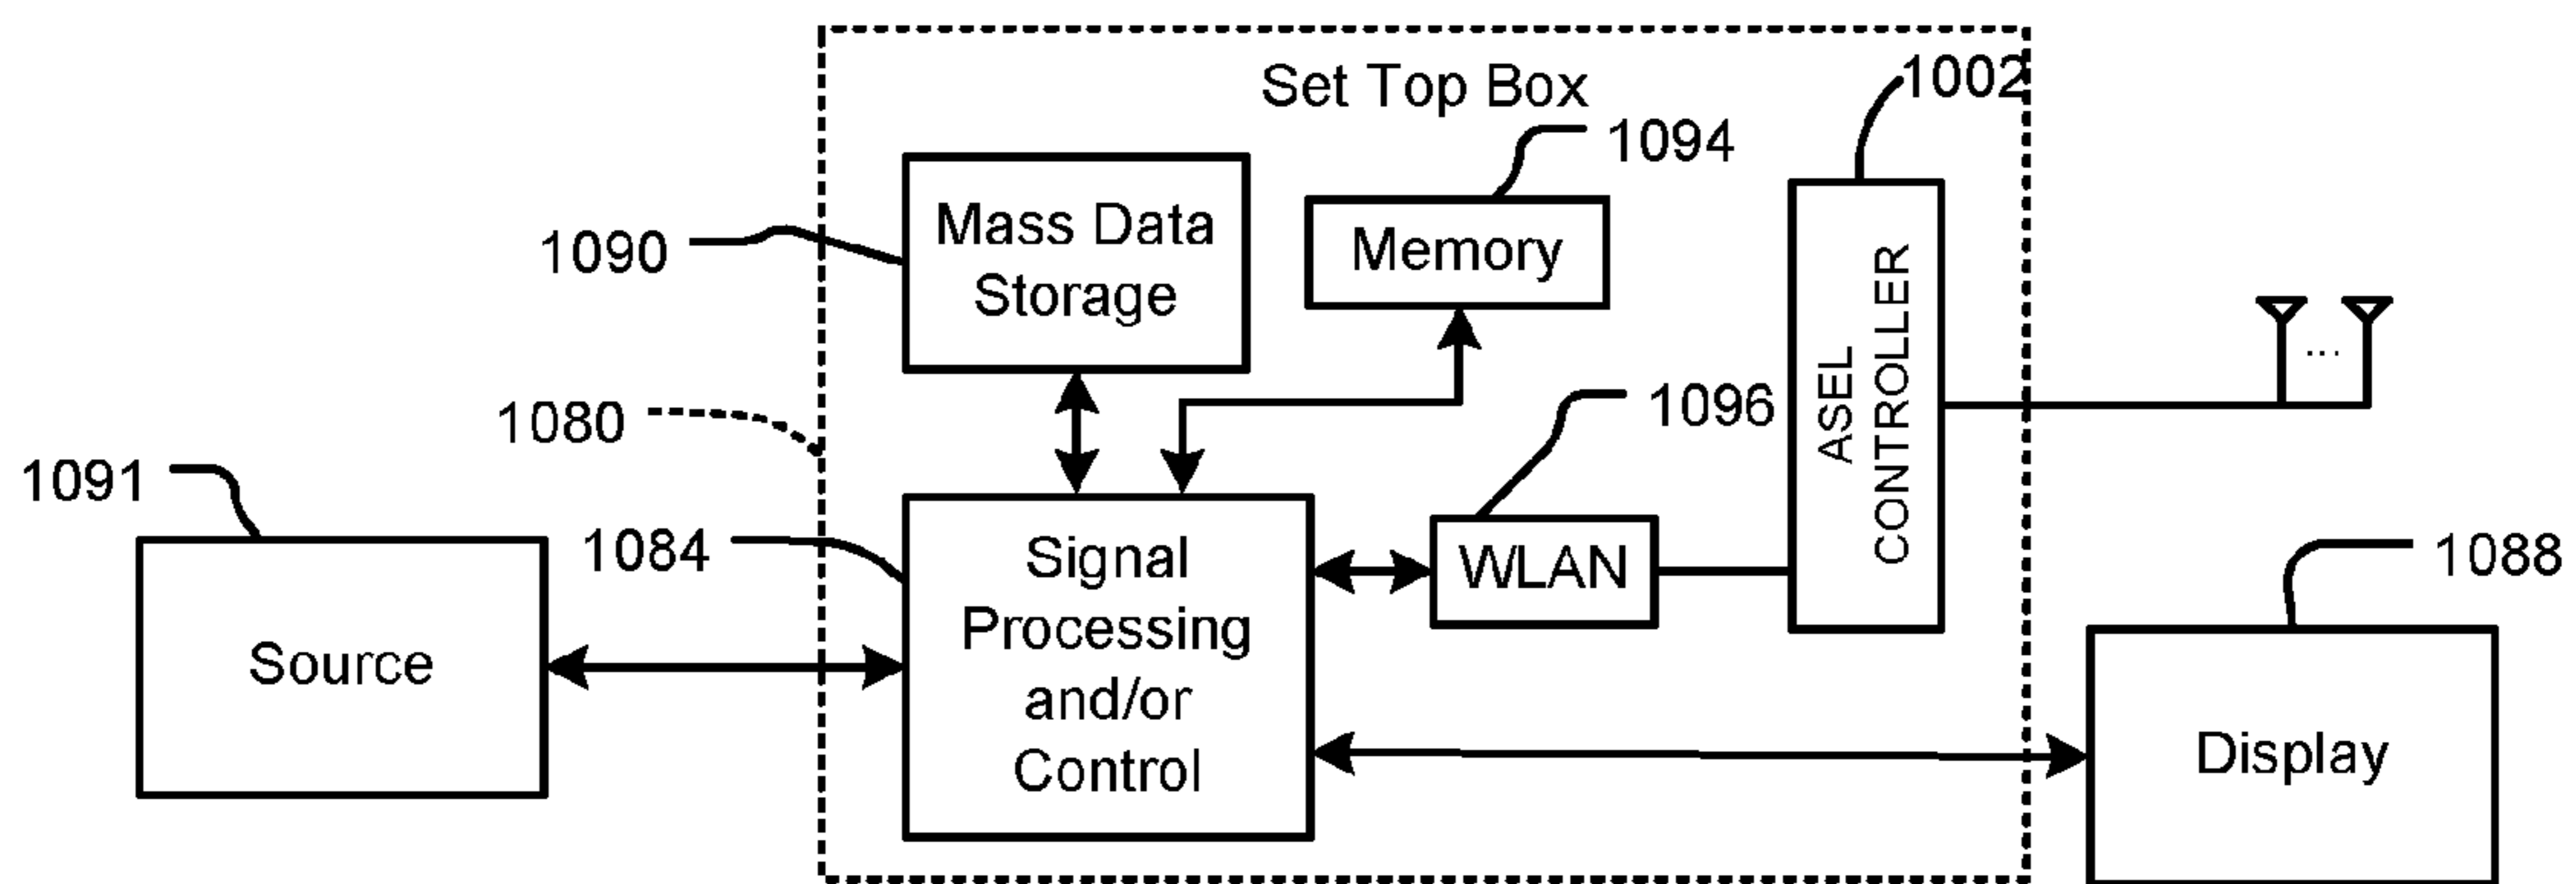 Set Top Box
1002
1094
Mass Data
Storage
1090
Memory
ASEL
CONTROLLER
...
1080
1096
1091
1084
Signal
Processing
and/or
Control
WLAN
1088
Source
Display